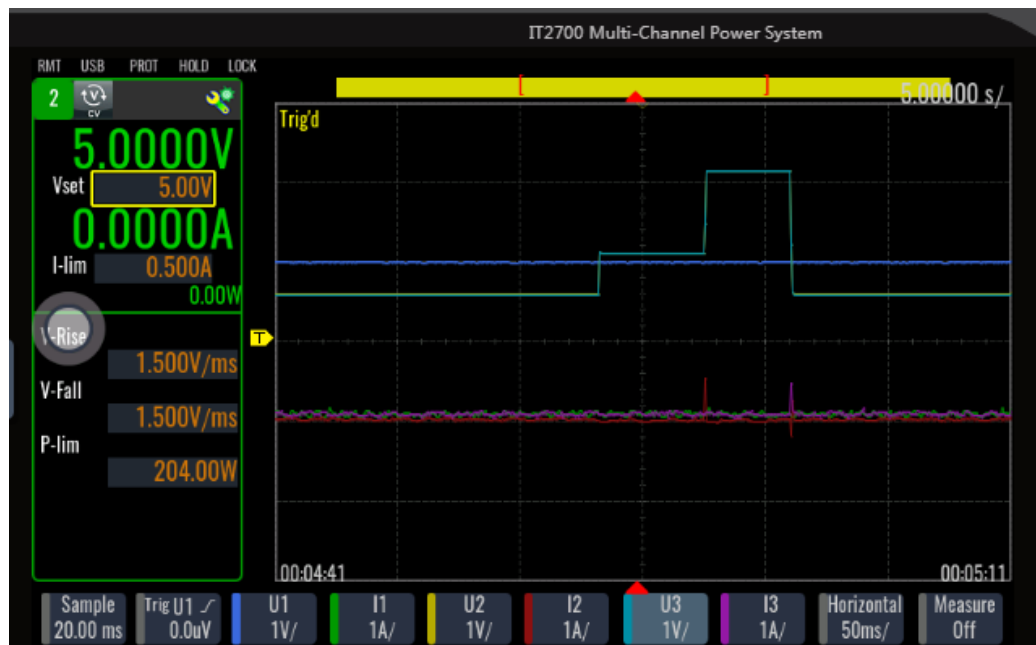 IT2700 Multi-Channel Power System
RMT USB PROT HOLD LOCK
2
V
CV
5.0000V
Vset 5.00V
0.0000A
I-lim 0.500A
0.00W
V-Rise
1.500V/ms
V-Fall
1.500V/ms
P-lim
204.00W
5.00000 s/
Trig'd
T
00:04:41 00:05:11
Sample
20.00 ms
Trig U1
0.0uV
U1
1V/
I1
1A/
U2
1V/
I2
1A/
U3
1V/
I3
1A/
Horizontal
50ms/
Measure
Off